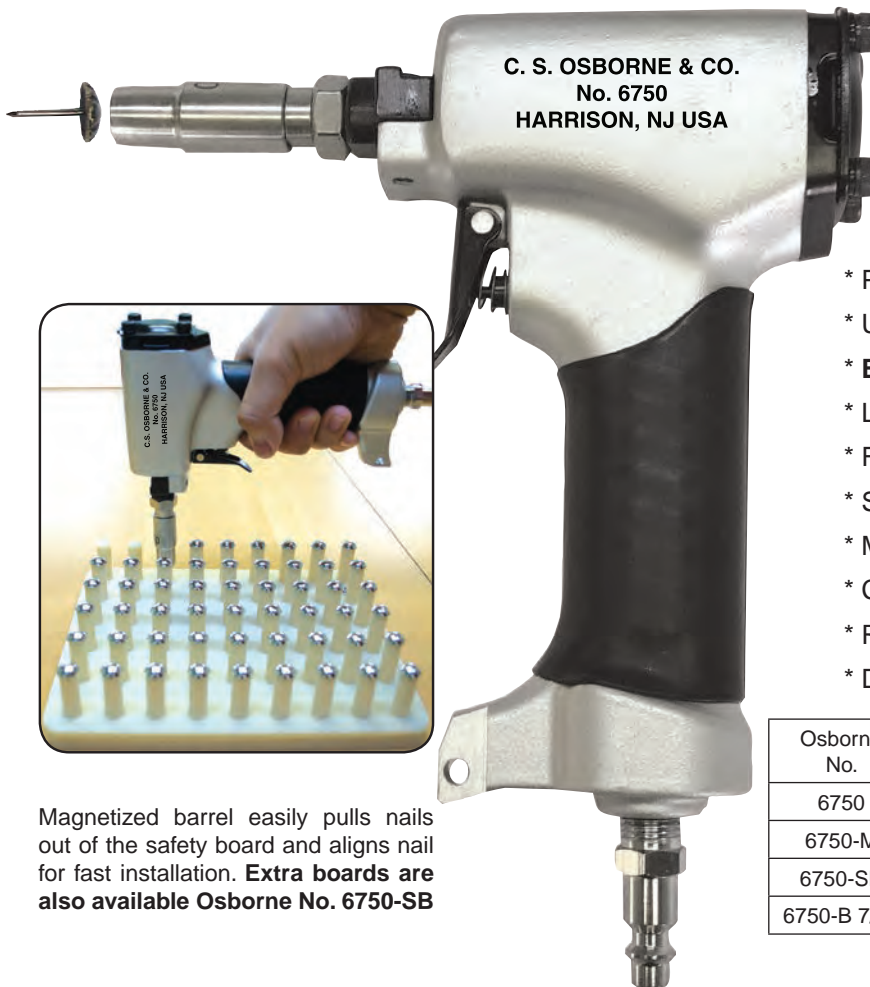 C. S. OSBORNE & CO.
No. 6750
HARRISON, NJ USA
C.S. OSBORNE & CO.
No. 6750
HARRISON, NJ USA
* 
* 
* 
* L
* 
* S
* M
* 
* 
* D
Magnetized barrel easily pulls nails
out of the safety board and aligns nail
for fast installation. Extra boards are
also available Osborne No. 6750-SB
Osborn
No.
6750
6750-M
6750-S
6750-B 7